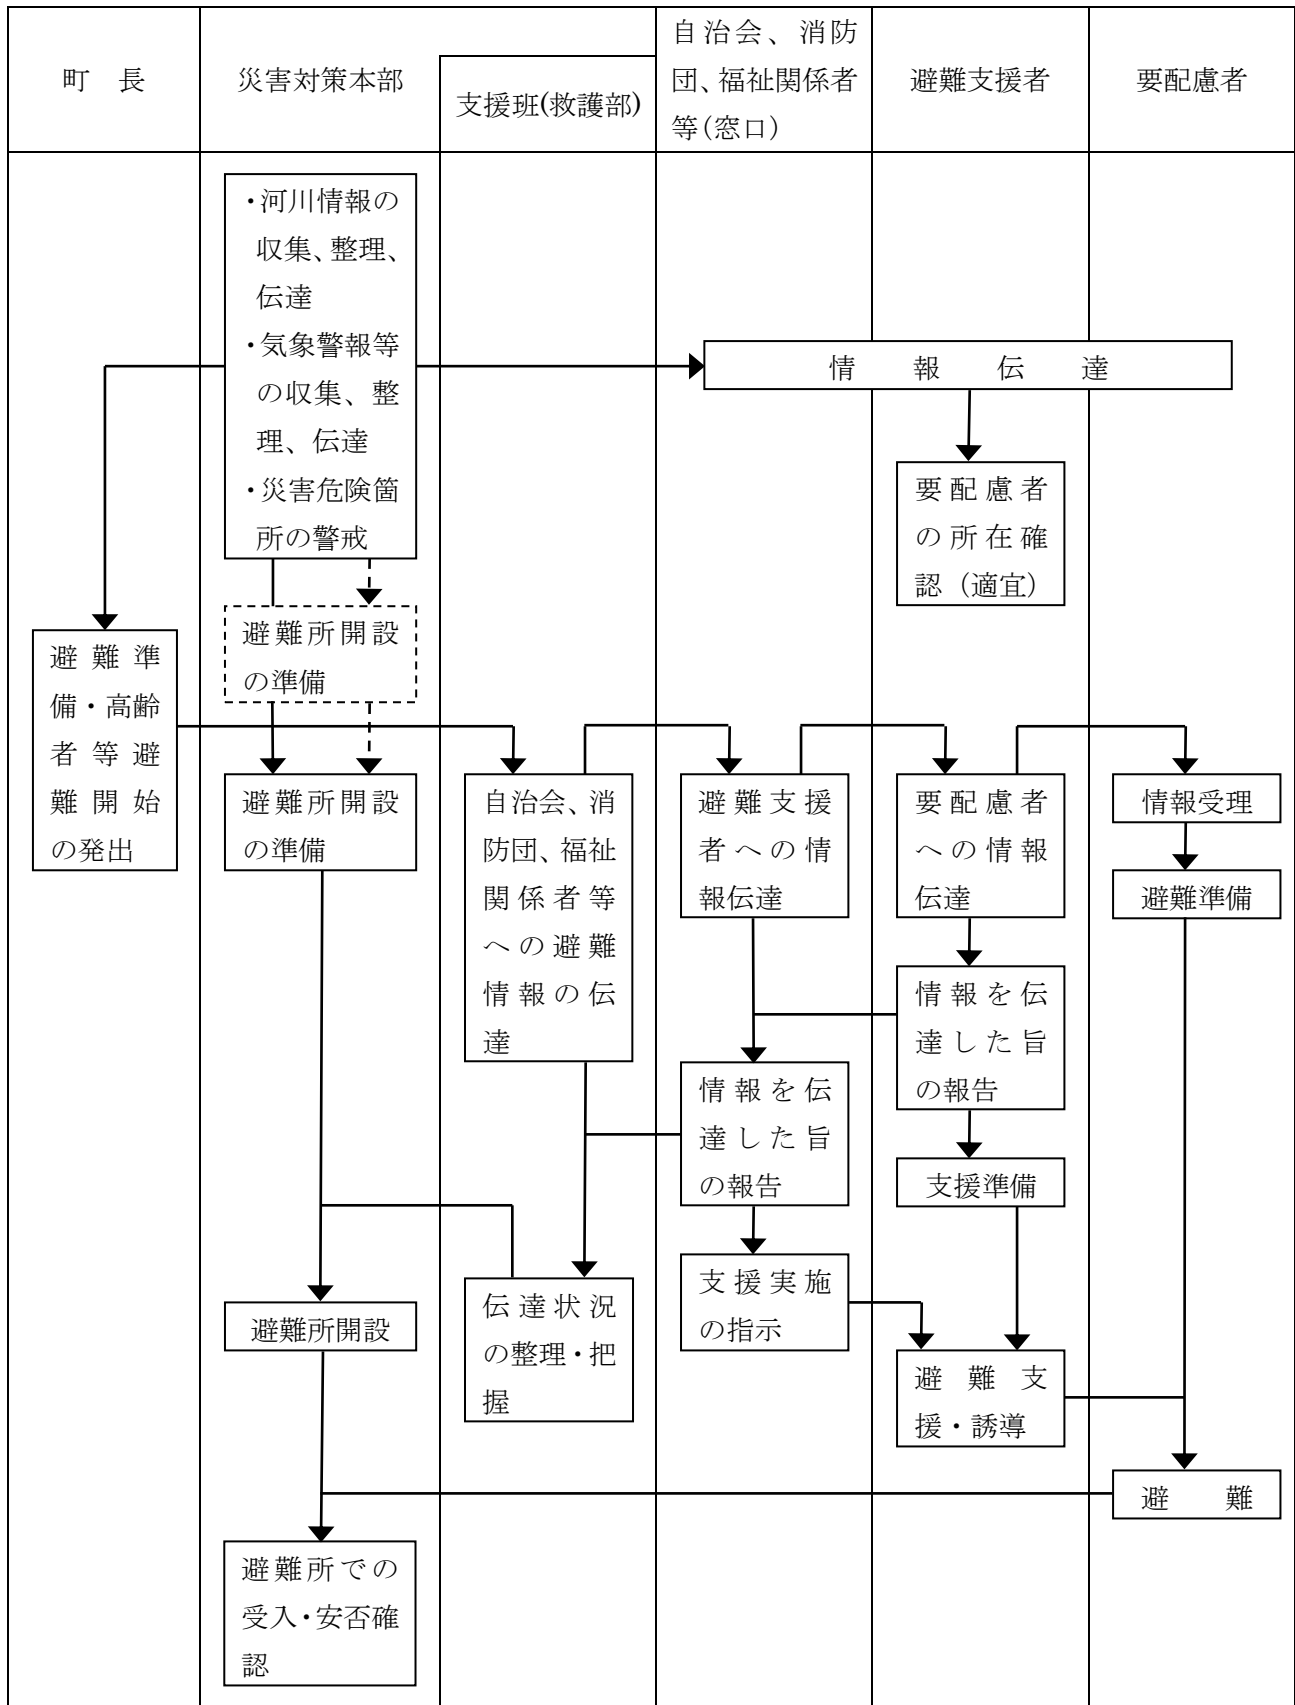 町　長
災害対策本部
支援班(救護部)
自治会、消防
団、福祉関係者
等(窓口)
避難支援者
要配慮者
・河川情報の
収集、整理、
伝達
・気象警報等
の収集、整
理、伝達
・災害危険箇
所の警戒
情　報　伝　達
要配慮者
の所在確
認（適宜）
避難所開設
の準備
避難準
備・高齢
者等避
難開始
の発出
避難所開設
の準備
自治会、消
防団、福祉
関係者等
への避難
情報の伝
達
避難支援
者への情
報伝達
要配慮者
への情報
伝達
情報受理
避難準備
情報を伝
達した旨
の報告
情報を伝
達した旨
の報告
支援準備
支援実施
の指示
伝達状況
の整理・把
握
避難所開設
避難支
援・誘導
避　難
避難所での
受入・安否確
認